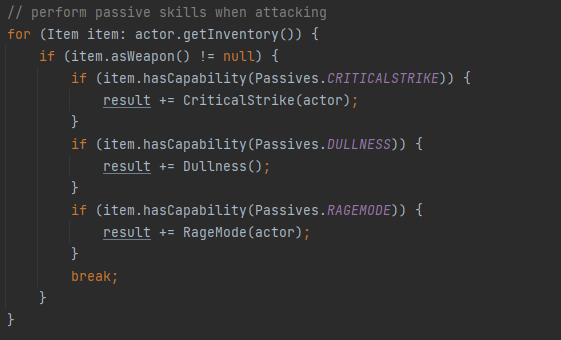 // perform passive skills when attacking
for (Item item: actor.getInventory()) {
    if (item.asWeapon() != null) {
        if (item.hasCapability(Passives.CRITICALSTRIKE)) {
            result += CriticalStrike(actor);
        }
        if (item.hasCapability(Passives.DULLNESS)) {
            result += Dullness();
        }
        if (item.hasCapability(Passives.RAGEMODE)) {
            result += RageMode(actor);
        }
        break;
    }
}